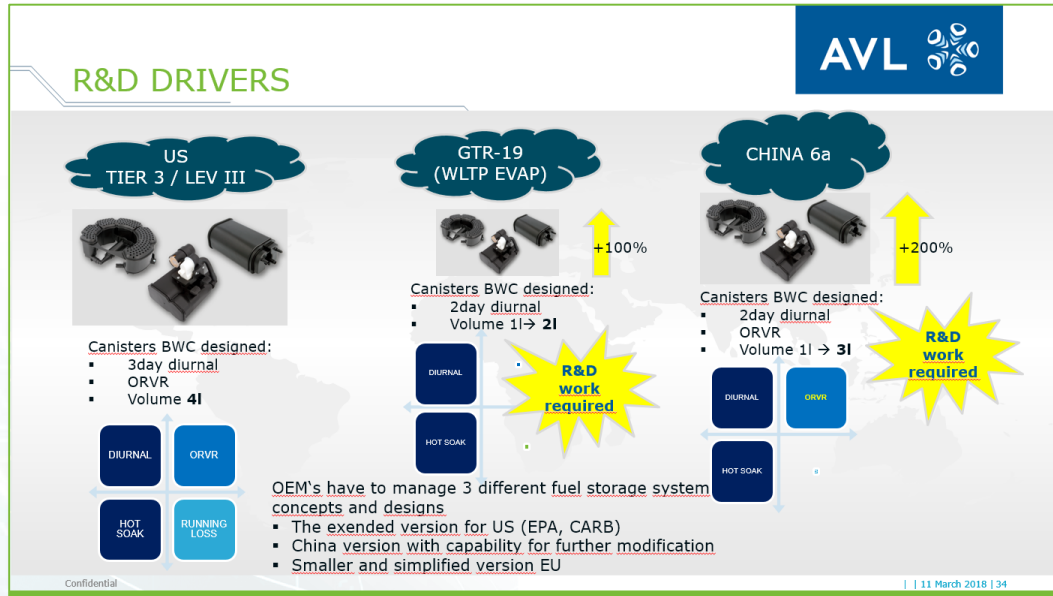 AVL
R&D DRIVERS
US
TIER 3 / LEV III
Canisters BWC designed:
▪ 3day diurnal
▪ ORVR
▪ Volume 4l
DIURNAL
ORVR
HOT
SOAK
RUNNING
LOSS
GTR-19
(WLTP EVAP)
+100%
Canisters BWC designed:
▪ 2day diurnal
▪ Volume 1l→ 2l
DIURNAL
HOT SOAK
R&D
work
required
CHINA 6a
+200%
Canisters BWC designed:
▪ 2day diurnal
▪ ORVR
▪ Volume 1l → 3l
DIURNAL
ORVR
HOT SOAK
R&D
work
required
OEM's have to manage 3 different fuel storage system
concepts and designs
▪ The exended version for US (EPA, CARB)
▪ China version with capability for further modification
▪ Smaller and simplified version EU
Confidential
| | 11 March 2018 | 34